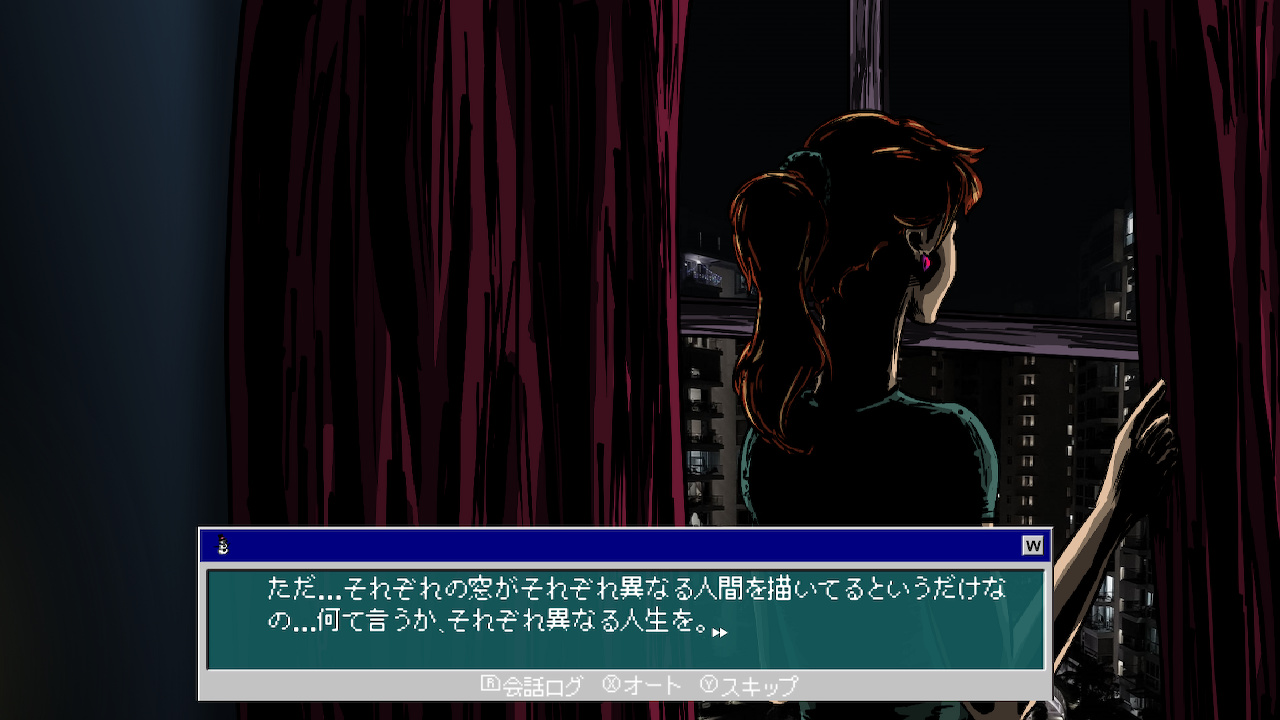 W
ただ…それぞれの窓がそれぞれ異なる人間を描いてるというだけな
の…何て言うか、それぞれ異なる人生を。
R会話ログ Xオート Yスキップ